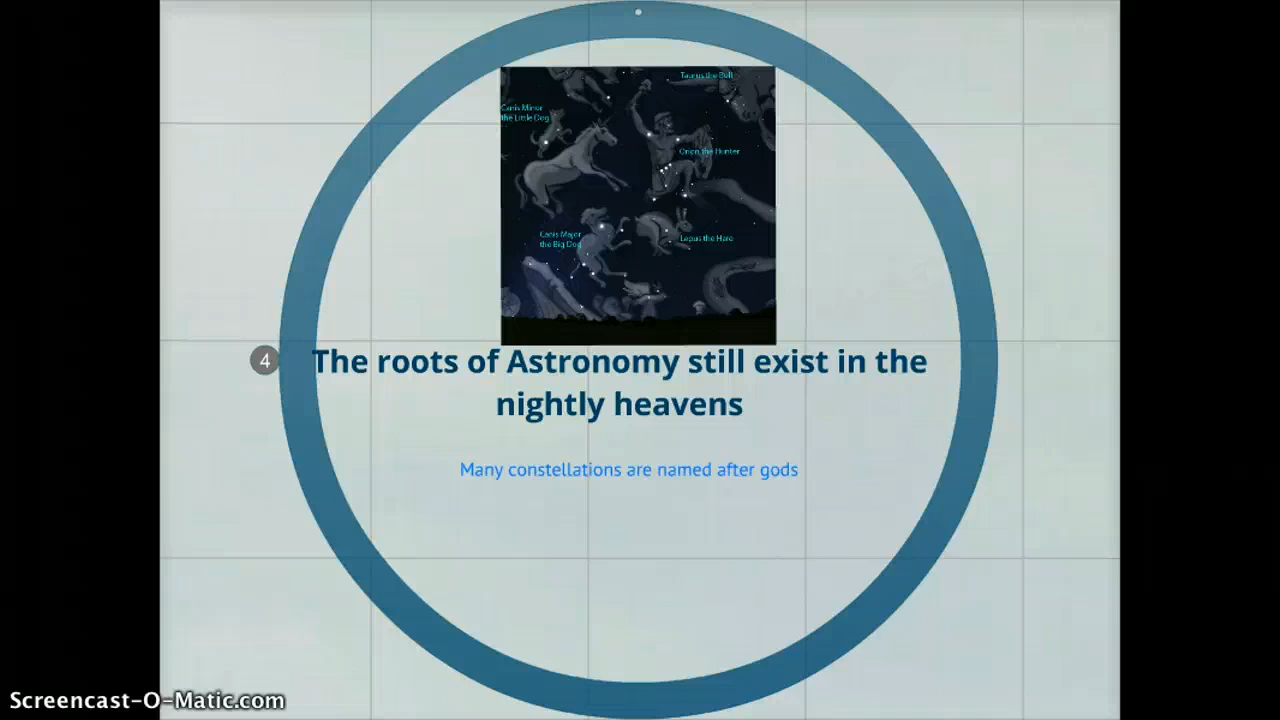 Taurus the Bull
Canis Minor
the Little Dog
Orion the Hunter
Canis Major
the Big Dog
Lepus the Hare
4
The roots of Astronomy still exist in the
nightly heavens
Many constellations are named after gods
Screencast-O-Matic.com